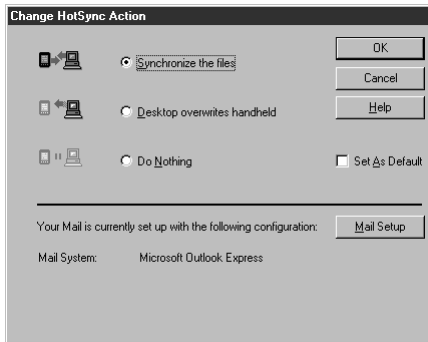 Change HotSync Action
Synchronize the files
OK
Cancel
Desktop overwrites handheld
Help
Do Nothing
Set As Default
Your Mail is currently set up with the following configuration:
Mail Setup
Mail System: Microsoft Outlook Express